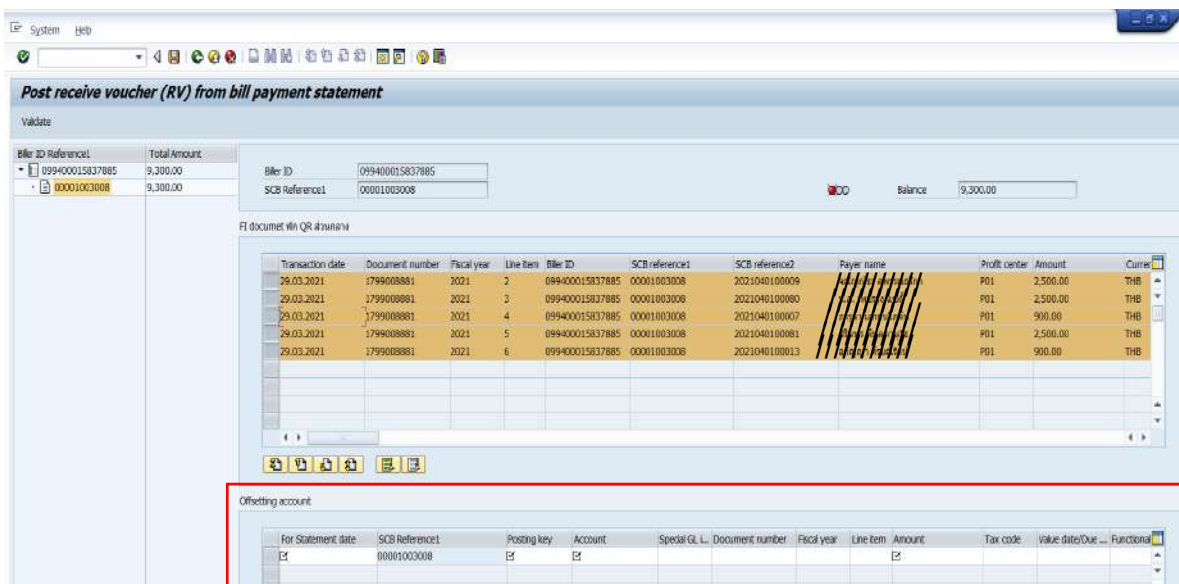 System Help
Post receive voucher (RV) from bill payment statement
Validate
Biller ID Reference1 Total Amount
099400015837885 9,300.00
00001003008 9,300.00
Biller ID 099400015837885
SCB Reference1 00001003008 Balance 9,300.00
FI documet พัก QR ส่วนกลาง
Transaction date Document number Fiscal year Line item Biller ID SCB reference1 SCB reference2 Payer name Profit center Amount Curren
29.03.2021 1799008881 2021 2 099400015837885 00001003008 2021040100009 P01 2,500.00 THB
29.03.2021 1799008881 2021 3 099400015837885 00001003008 2021040100080 P01 2,500.00 THB
29.03.2021 1799008881 2021 4 099400015837885 00001003008 2021040100007 P01 900.00 THB
29.03.2021 1799008881 2021 5 099400015837885 00001003008 2021040100081 P01 2,500.00 THB
29.03.2021 1799008881 2021 6 099400015837885 00001003008 2021040100013 P01 900.00 THB
Offsetting account
For Statement date SCB Reference1 Posting key Account Special GL i... Document number Fiscal year Line item Amount Tax code Value date/Due ... Functional
00001003008